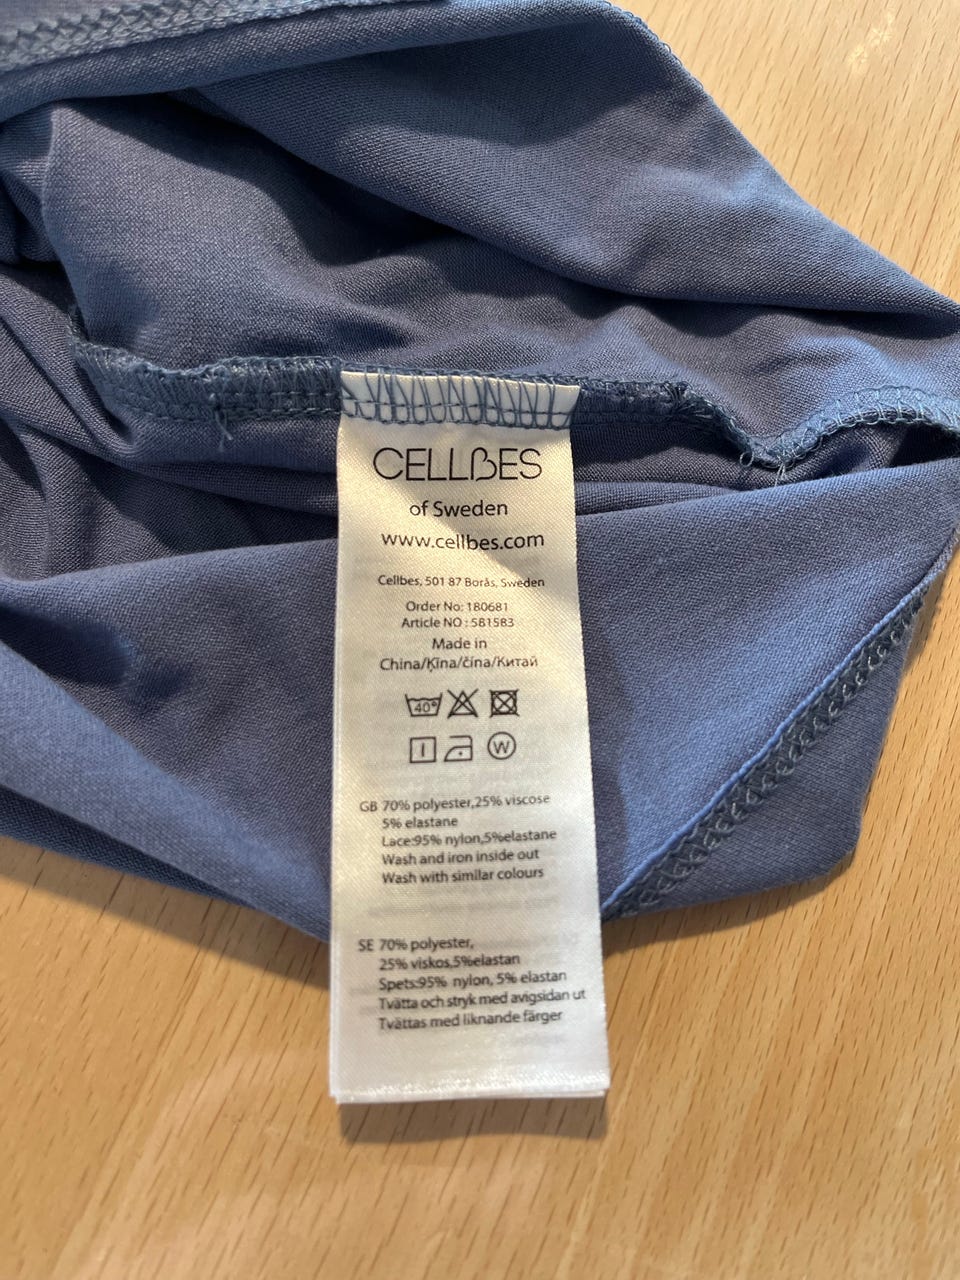 CELLBES
of Sweden
www.cellbes.com
Cellbes, 501 87 Borås, Sweden
Order No: 180681
Article NO : 581583
Made in
China/Ķīna/čína/Китай
40°
I W
GB 70% polyester,25% viscose
5% elastane
Lace:95% nylon,5%elastane
Wash and iron inside out
Wash with similar colours
SE 70% polyester,
25% viskos,5%elastan
Spets:95% nylon, 5% elastan
Tvätta och stryk med avigsidan ut
Tvättas med liknande färger